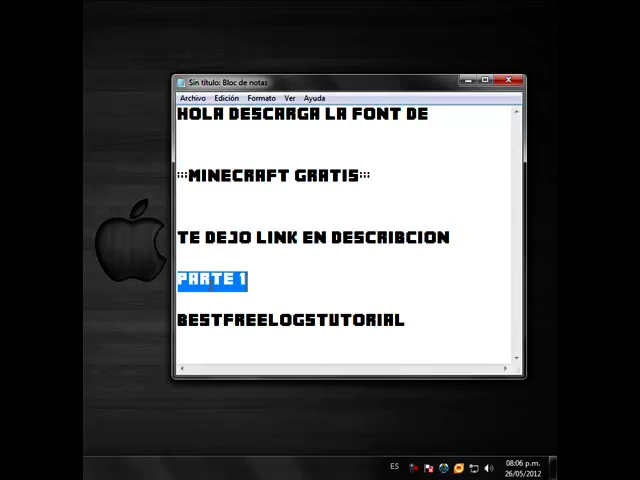 Sin título: Bloc de notas
Archivo Edición Formato Ver Ayuda
HOLA DESCARGA LA FONT DE
:::MINECRAFT GRATIS:::
TE DEJO LINK EN DESCRIBCION
PARTE 1
BESTFREELOGSTUTORIAL
ES
08:06 p.m.
26/05/2012